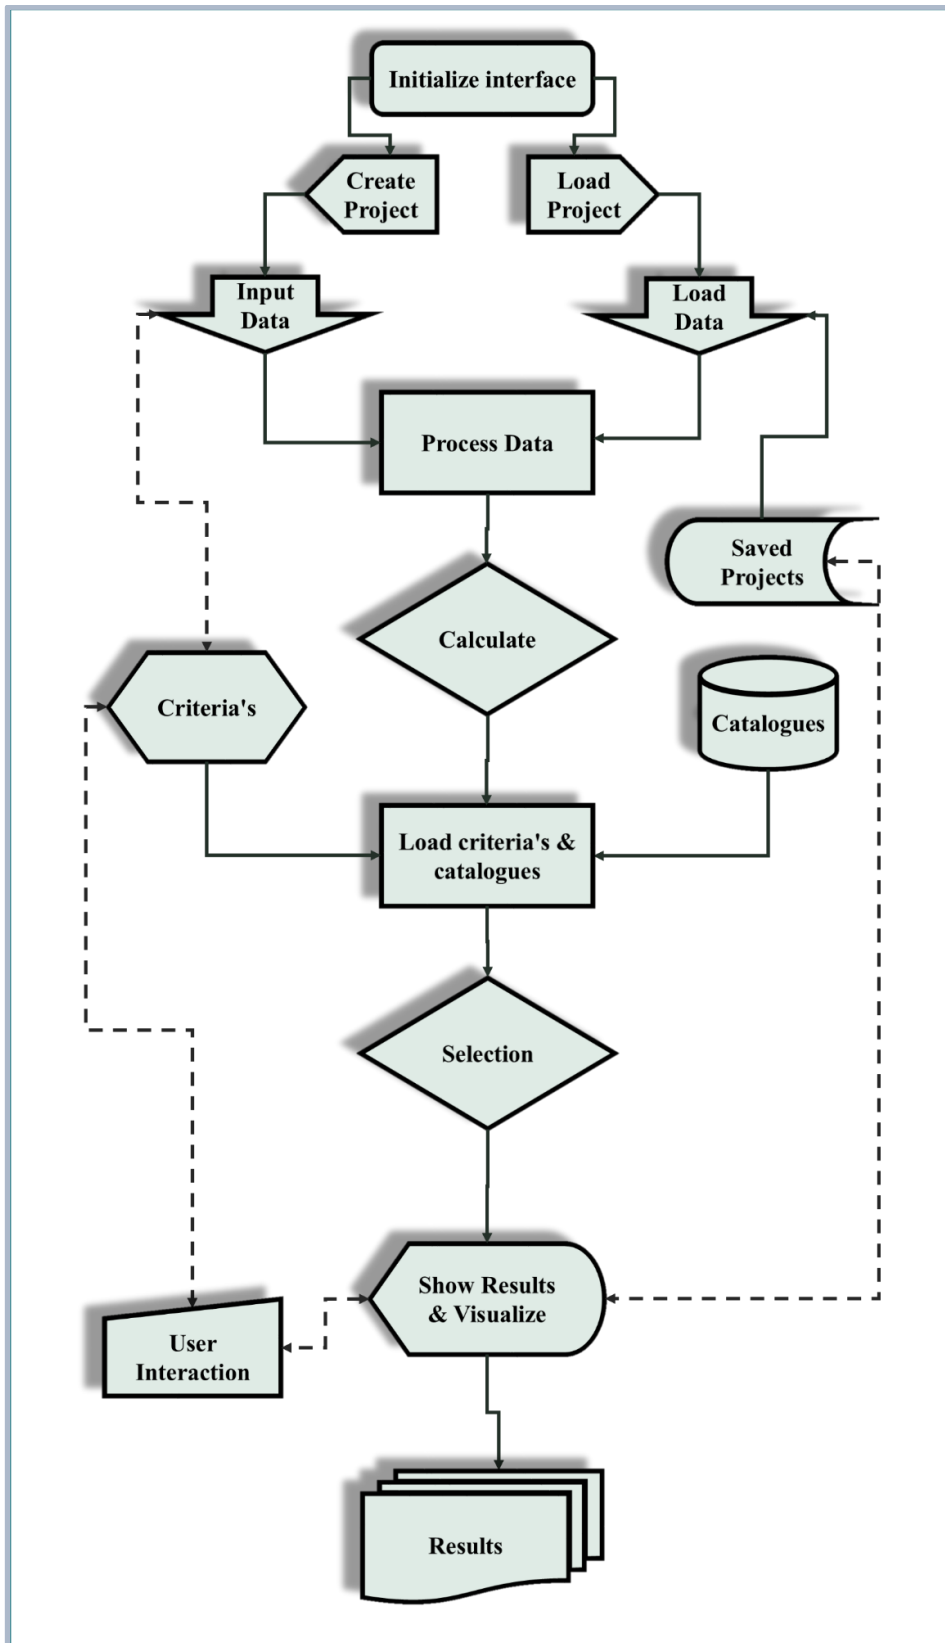 Initialize interface
Create
Project
Load
Project
Input
Data
Load
Data
Process Data
Saved
Projects
Calculate
Criteria's
Catalogues
Load criteria's &
catalogues
Selection
Show Results
& Visualize
User
Interaction
Results